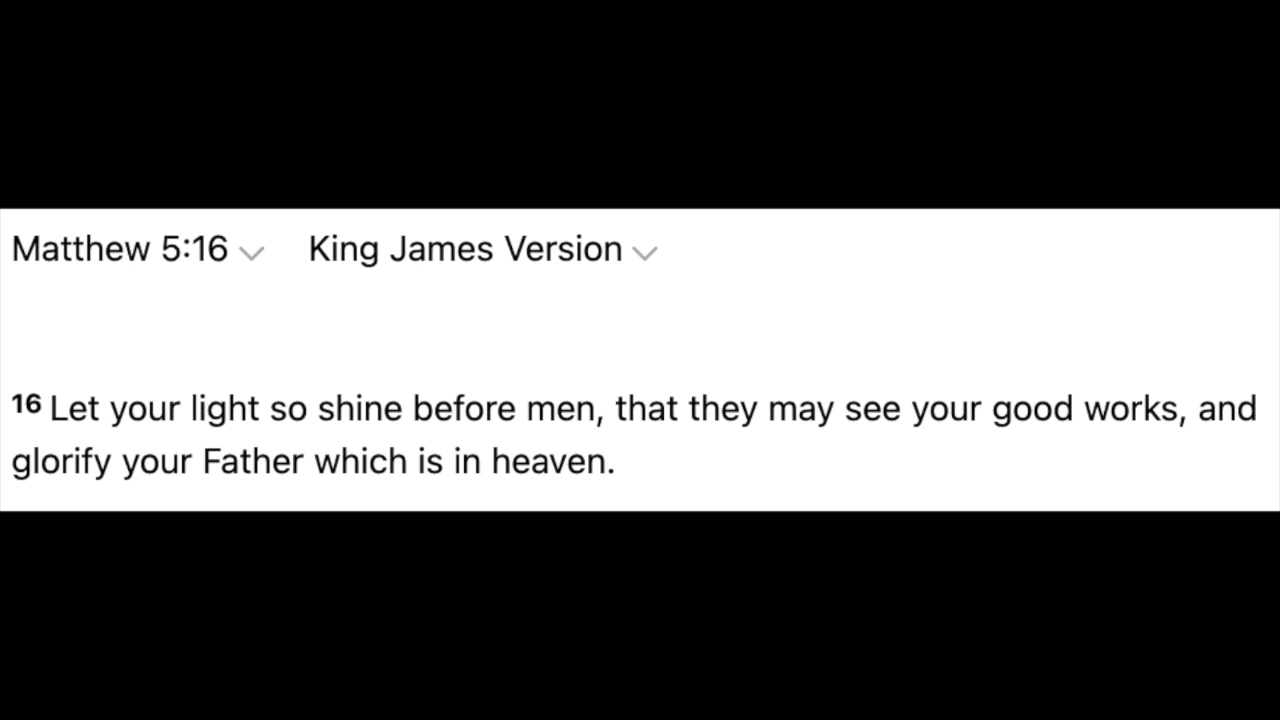 Matthew 5:16 King James Version
16 Let your light so shine before men, that they may see your good works, and
glorify your Father which is in heaven.